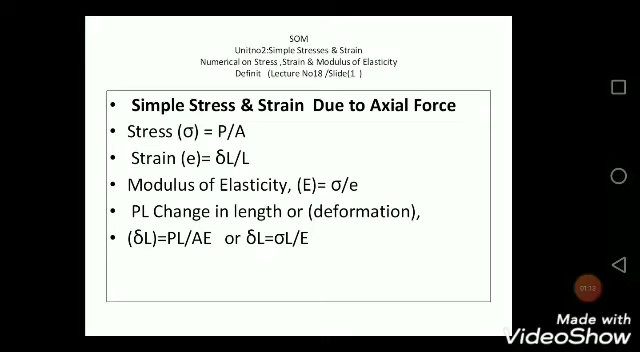 SOM
Unitno2:Simple Stresses & Strain
Numerical on Stress ,Strain & Modulus of Elasticity
Definit (Lecture No18 /Slide(1 )
• Simple Stress & Strain Due to Axial Force
• Stress (σ) = P/A
• Strain (e)= δL/L
• Modulus of Elasticity, (E)= σ/e
• PL Change in length or (deformation),
• (δL)=PL/AE or δL=σL/E
01:12
Made with
VideoShow